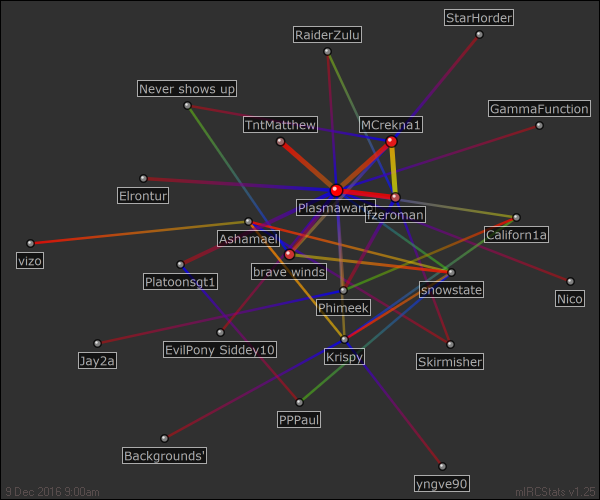 StarHorder
RaiderZulu
Never shows up
GammaFunction
TntMatthew
MCrekna1
Elrontur
Plasmawario
fzeroman
Ashamael
Californ1a
vizo
brave winds
Platoonsgt1
snowstate
Nico
Phimeek
EvilPony Siddey10
Krispy
Jay2a
Skirmisher
PPPaul
Backgrounds'
yngve90
9 Dec 2016 9:00am
mIRCStats v1.25